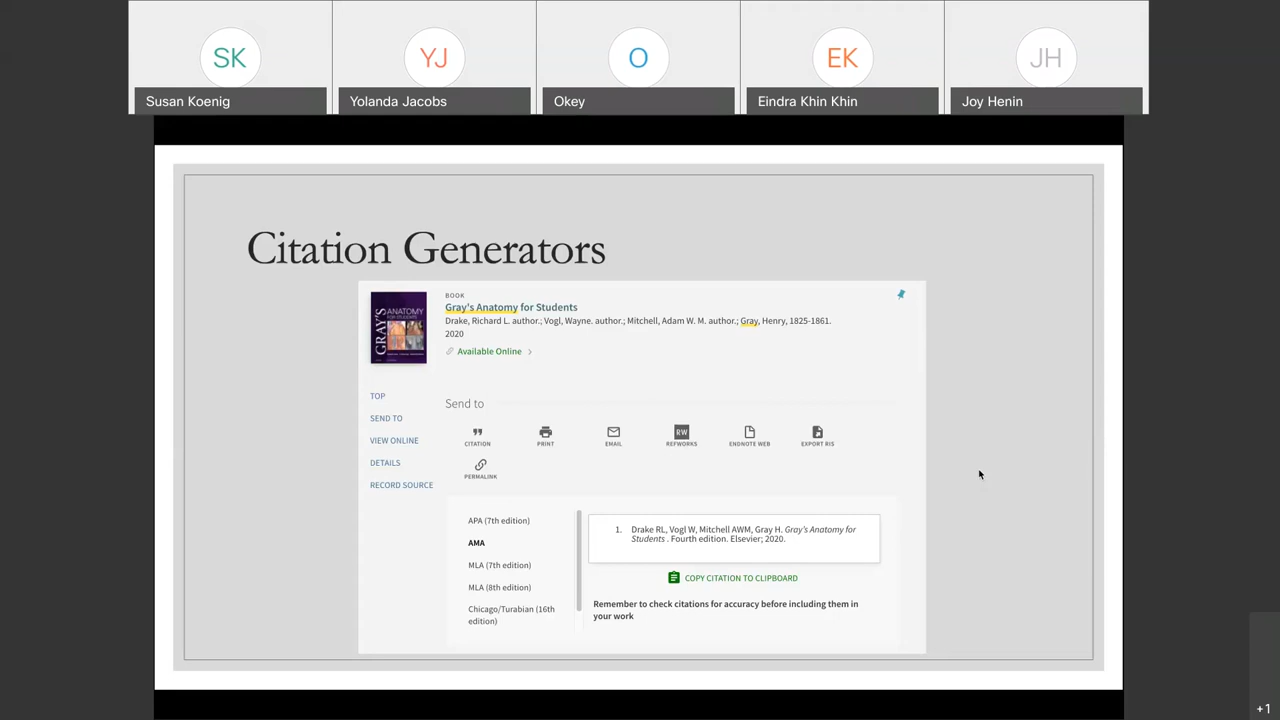 SK
YJ
O
EK
JH
Susan Koenig
Yolanda Jacobs
Okey
Eindra Khin Khin
Joy Henin
Citation Generators
GRAY'S
ANATOMY
FOR STUDENTS
BOOK
Gray's Anatomy for Students
Drake, Richard L. author.; Vogl, Wayne. author.; Mitchell, Adam W. M. author.; Gray, Henry, 1825-1861.
2020
Available Online
TOP
SEND TO
VIEW ONLINE
DETAILS
RECORD SOURCE
Send to
CITATION
PRINT
EMAIL
RW
REFWORKS
ENDNOTE WEB
EXPORT RIS
PERMALINK
APA (7th edition)
AMA
MLA (7th edition)
MLA (8th edition)
Chicago/Turabian (16th
edition)
1. Drake RL, Vogl W, Mitchell AWM, Gray H. Gray's Anatomy for
Students . Fourth edition. Elsevier; 2020.
COPY CITATION TO CLIPBOARD
Remember to check citations for accuracy before including them in
your work
+1